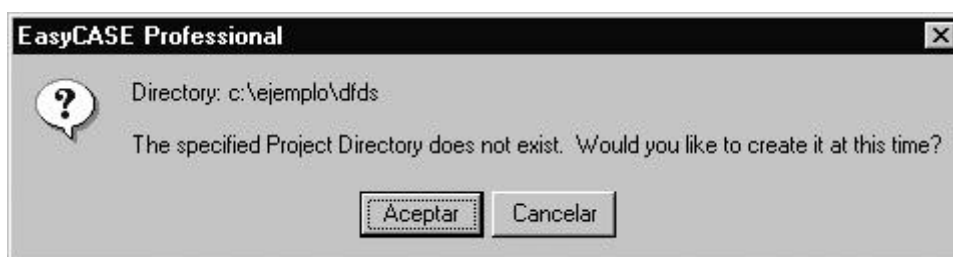 EasyCASE Professional
Directory: c:\ejemplo\dfds
The specified Project Directory does not exist. Would you like to create it at this time?
Aceptar Cancelar